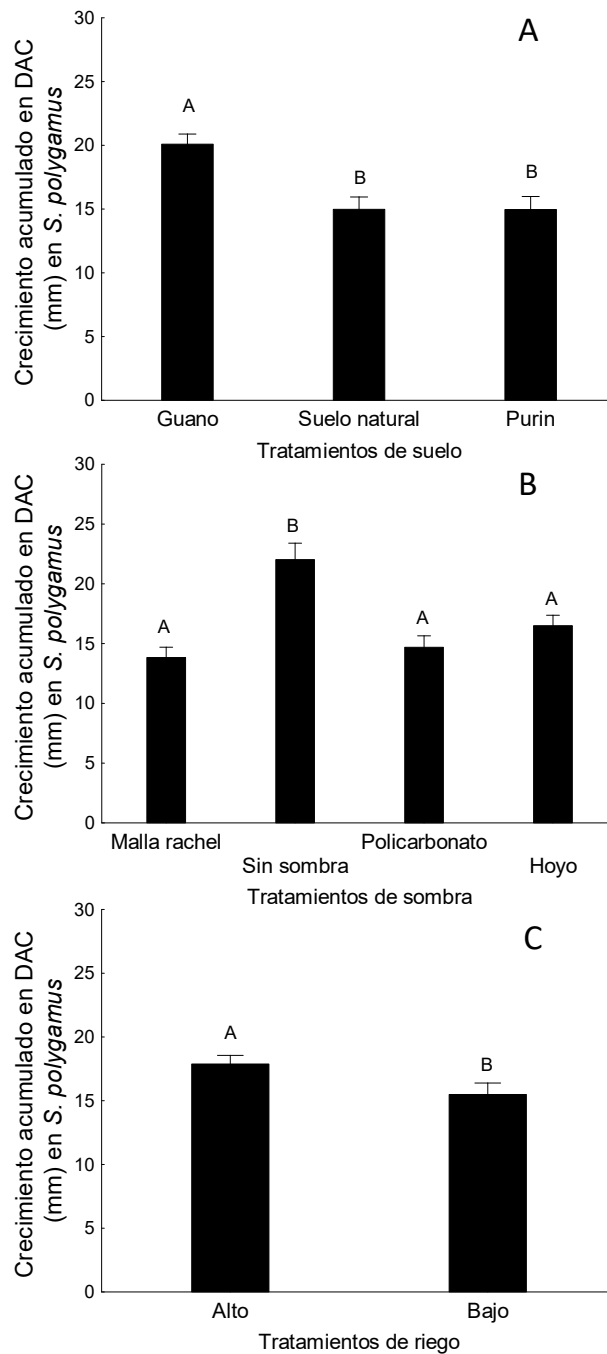 A
Crecimiento acumulado en DAC
(mm) en S. polygamus
30
25
20
15
10
5
0
A
B
B
Guano Suelo natural Purin
Tratamientos de suelo
B
Crecimiento acumulado en DAC
(mm) en S. polygamus
30
25
20
15
10
5
0
A
B
A
A
Malla rachel Policarbonato
Sin sombra Hoyo
Tratamientos de sombra
C
Crecimiento acumulado en DAC
(mm) en S. polygamus
30
25
20
15
10
5
0
A
B
Alto Bajo
Tratamientos de riego